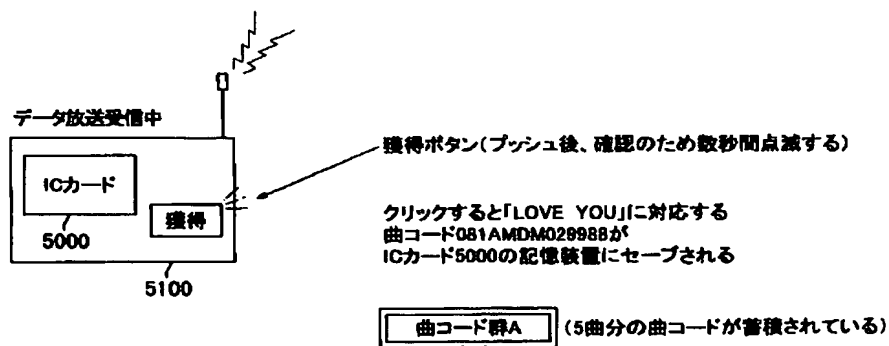 データ放送受信中
ICカード
獲得
5000
5100
獲得ボタン(プッシュ後、確認のため数秒間点滅する)
クリックすると「LOVE YOU」に対応する
曲コード081AMDM029988が
ICカード5000の記憶装置にセーブされる
曲コード群A (5曲分の曲コードが蓄積されている)